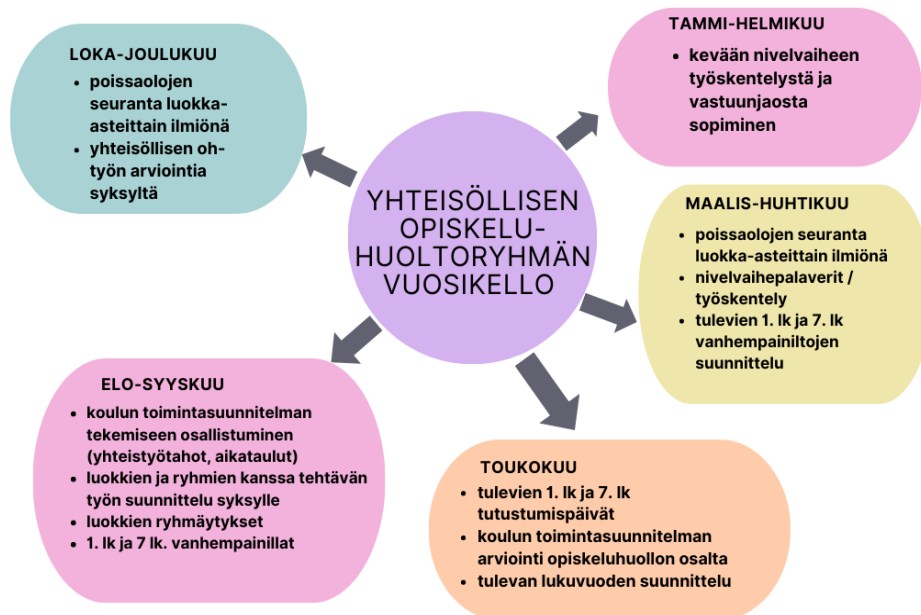 YHTEISÖLLISEN
OPISKELU-
HUOLTORYHMÄN
VUOSIKELLO
TAMMI-HELMIKUU
• kevään nivelvaiheen
työskentelystä ja
vastuunjaosta
sopiminen
MAALIS-HUHTIKUU
• poissaolojen seuranta
luokka-asteittain ilmiönä
• nivelvaihepalaverit /
työskentely
• tulevien 1. lk ja 7. lk
vanhempainiltojen
suunnittelu
TOUKOKUU
• tulevien 1. lk ja 7. lk
tutustumispäivät
• koulun toimintasuunnitelman
arviointi opiskeluhuollon osalta
• tulevan lukuvuoden suunnittelu
ELO-SYYSKUU
• koulun toimintasuunnitelman
tekemiseen osallistuminen
(yhteistyötahot, aikataulut)
• luokkien ja ryhmien kanssa tehtävän
työn suunnittelu syksylle
• luokkien ryhmäytykset
• 1. lk ja 7 lk. vanhempainillat
LOKA-JOULUKUU
• poissaolojen
seuranta luokka-
asteittain ilmiönä
• yhteisöllisen oh-
työn arviointia
syksyltä